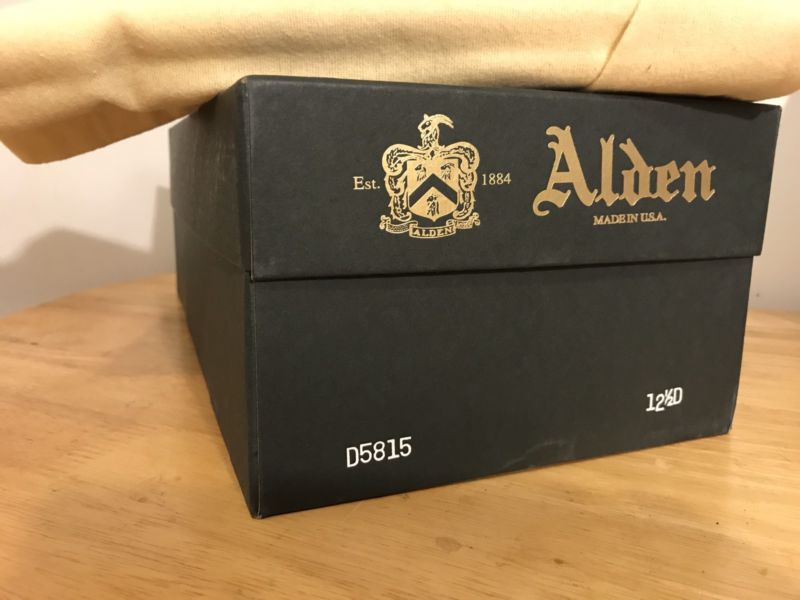 Est. 1884
ALDEN
Alden
MADE IN U.S.A.
D5815
12½D